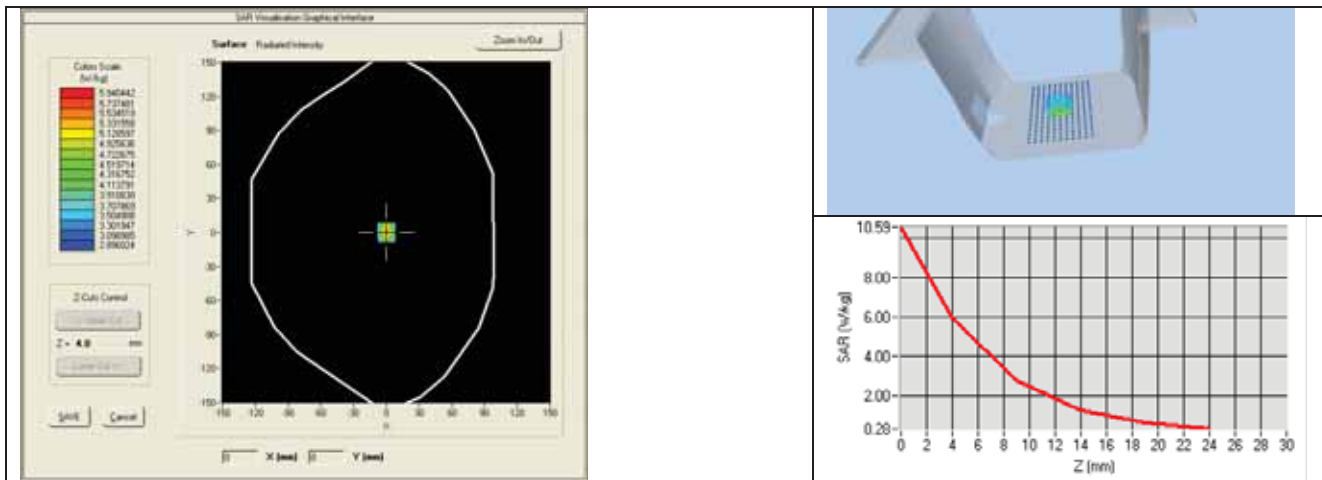 SAR Visualisation Graphical Interface
Surface Radiated Intensity
Zoom In/Out
Colors Scale
(W/Kg)
5.940442
5.737481
5.534519
5.331558
5.128597
4.925636
4.722675
4.519714
4.316752
4.113791
3.910830
3.707869
3.504908
3.301947
3.098985
2.896024
150
120
90
60
30
0
-30
-60
-90
-120
-150
Y
-150 -120 -90 -60 -30 0 30 60 90 120 150
X
Z Cuts Control
Z = 4.0 mm
SAVE Cancel
0 X (mm) 0 Y (mm)
10.59
8.00
6.00
4.00
2.00
0.28
SAR (W/kg)
0 2 4 6 8 10 12 14 16 18 20 22 24 26 28 30
Z (mm)